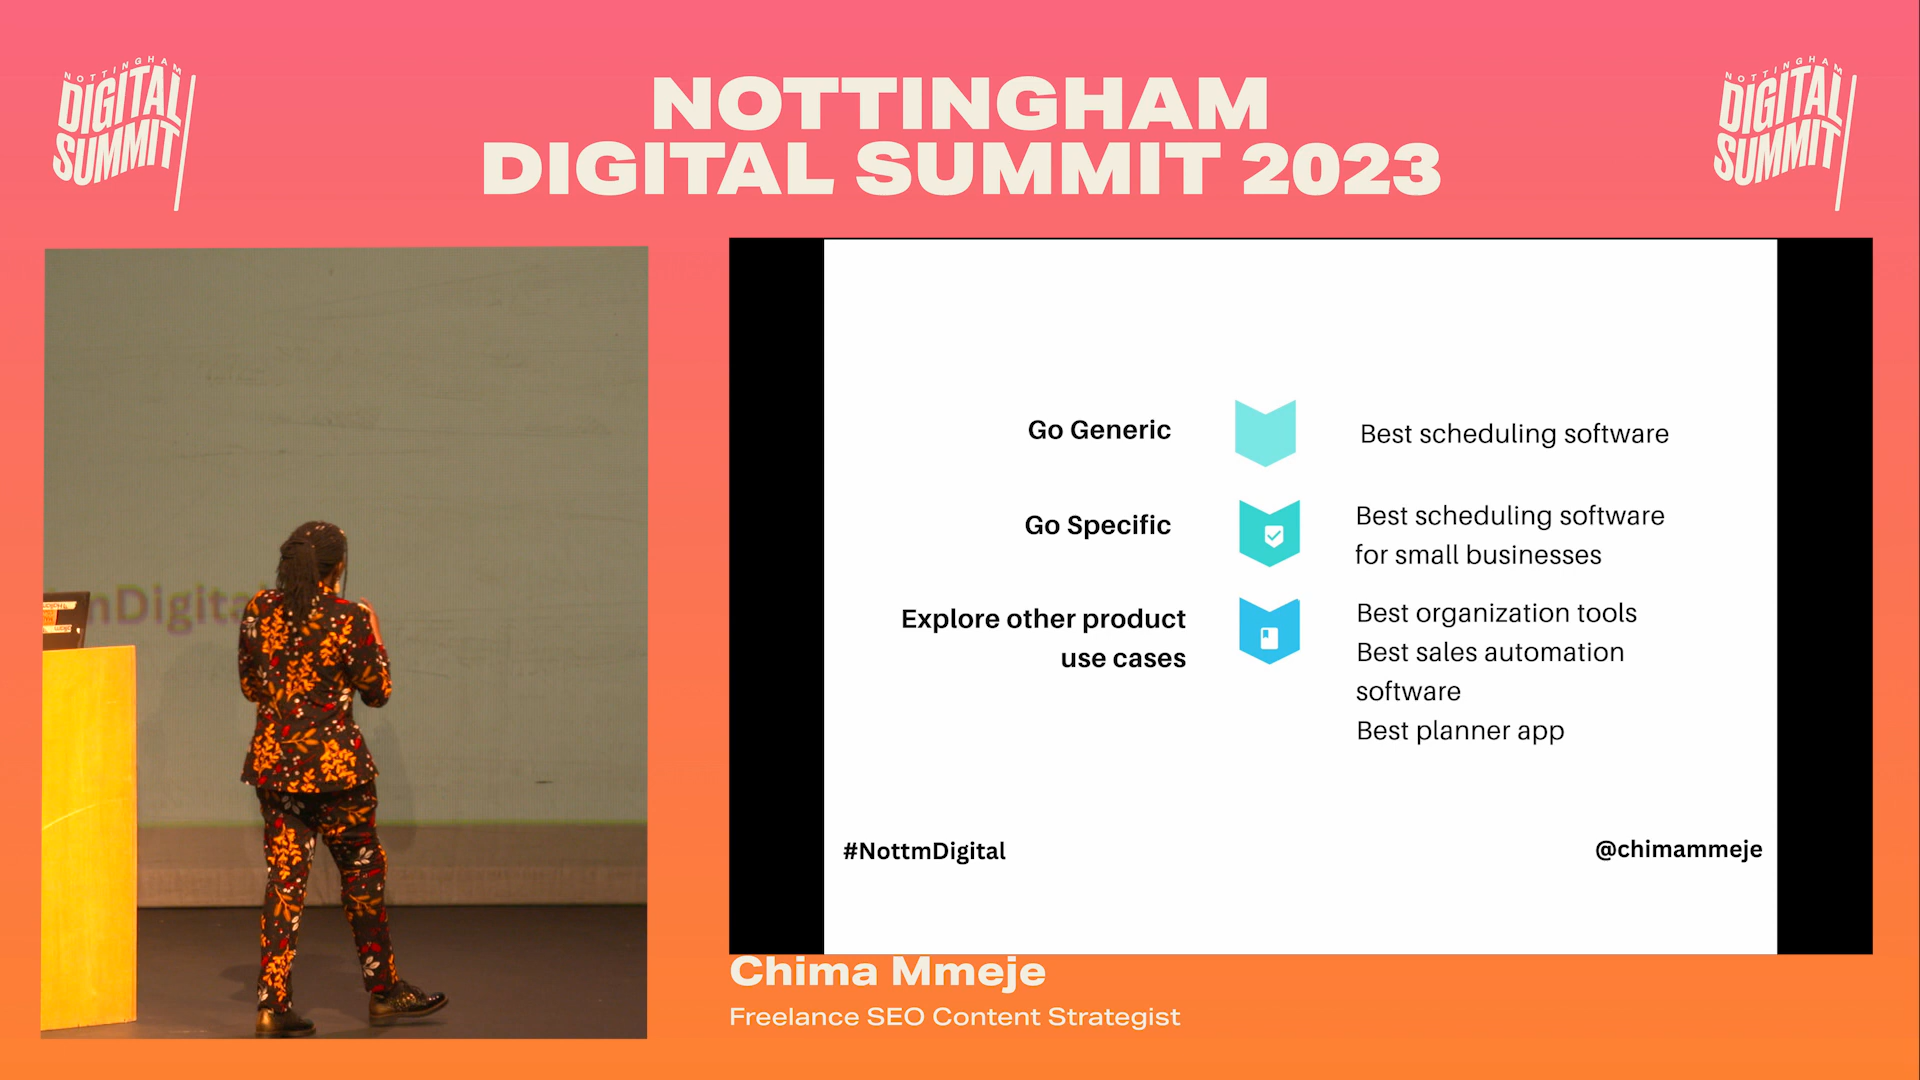 NOTTINGHAM
DIGITAL
SUMMIT
NOTTINGHAM
DIGITAL SUMMIT 2023
NOTTINGHAM
DIGITAL
SUMMIT
mDigita
Go Generic
Best scheduling software
Go Specific
Best scheduling software
for small businesses
Explore other product
use cases
Best organization tools
Best sales automation
software
Best planner app
#NottmDigital
@chimammeje
Chima Mmeje
Freelance SEO Content Strategist